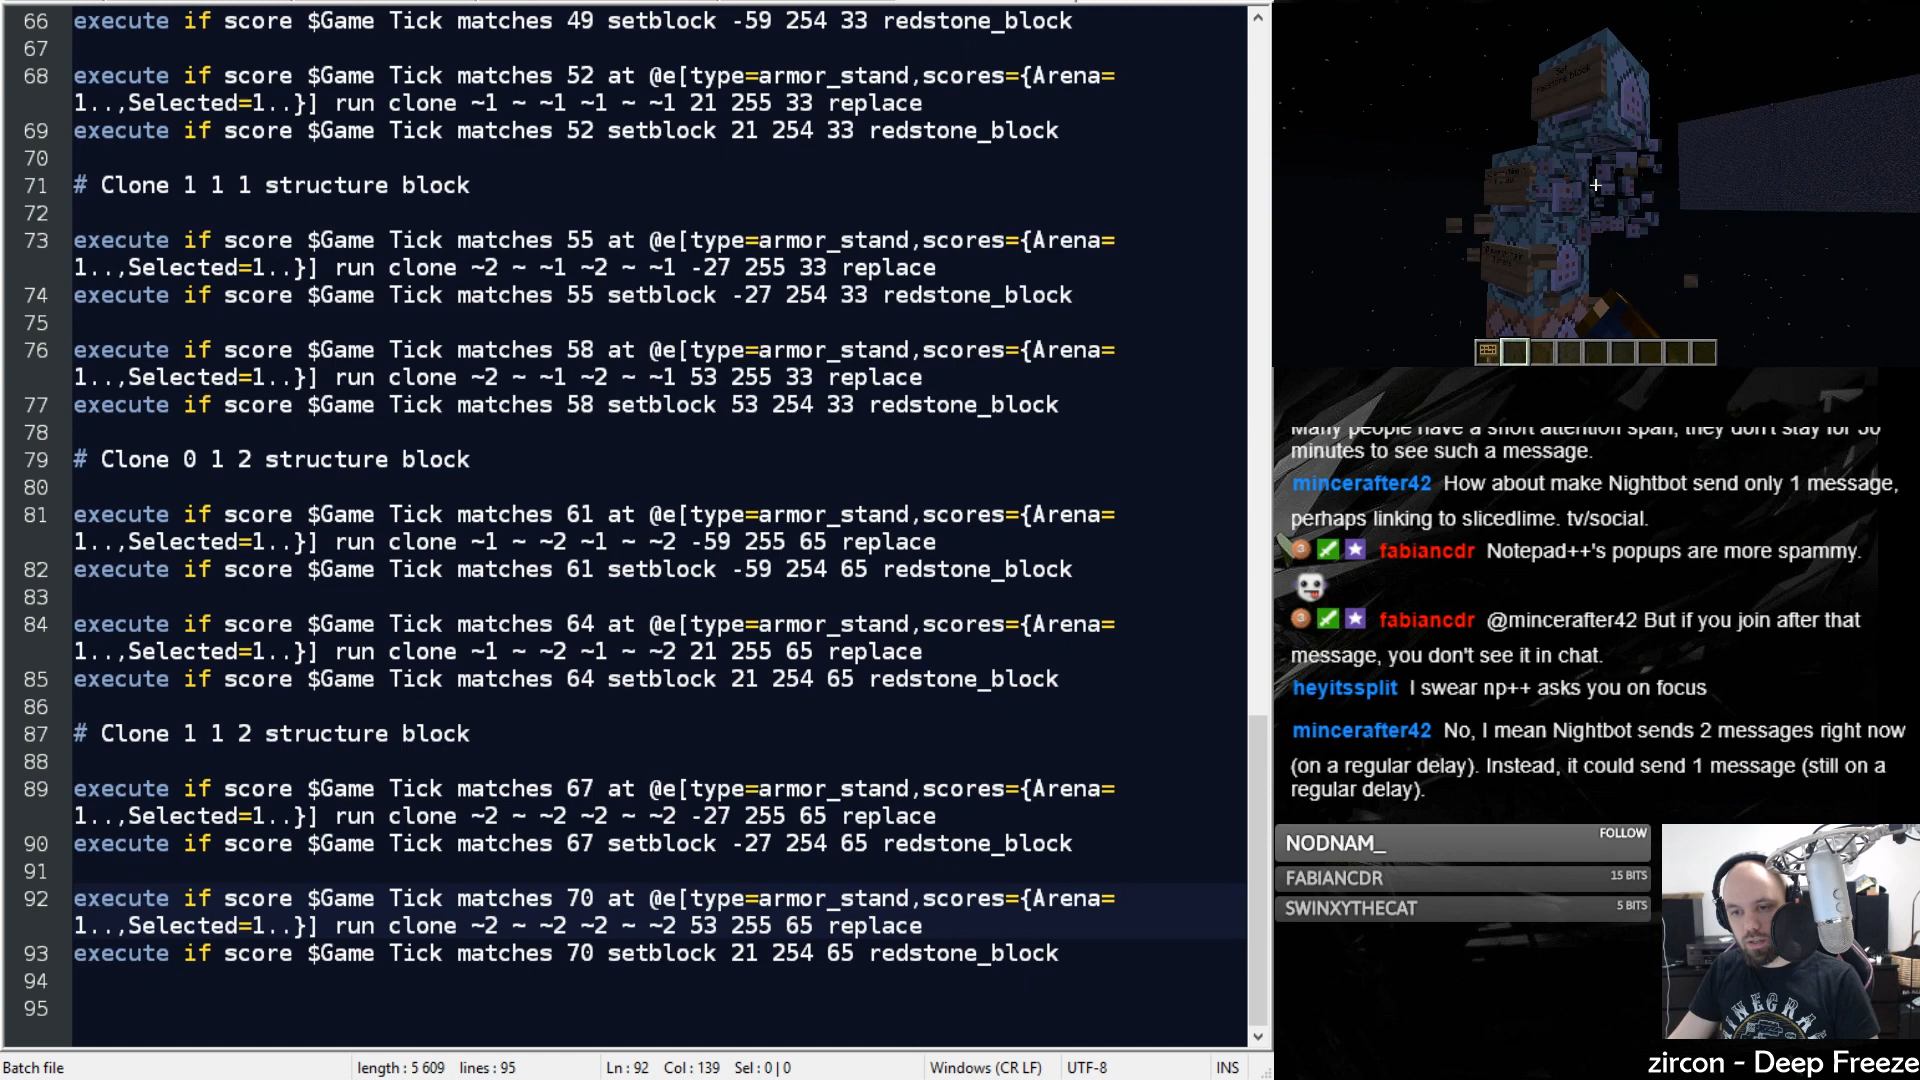 66 execute if score $Game Tick matches 49 setblock -59 254 33 redstone_block
67
68 execute if score $Game Tick matches 52 at @e[type=armor_stand,scores={Arena=
1..,Selected=1..}] run clone ~1 ~ ~1 ~1 ~ ~1 21 255 33 replace
69 execute if score $Game Tick matches 52 setblock 21 254 33 redstone_block
70
71 # Clone 1 1 1 structure block
72
73 execute if score $Game Tick matches 55 at @e[type=armor_stand,scores={Arena=
1..,Selected=1..}] run clone ~2 ~ ~1 ~2 ~ ~1 -27 255 33 replace
74 execute if score $Game Tick matches 55 setblock -27 254 33 redstone_block
75
76 execute if score $Game Tick matches 58 at @e[type=armor_stand,scores={Arena=
1..,Selected=1..}] run clone ~2 ~ ~1 ~2 ~ ~1 53 255 33 replace
77 execute if score $Game Tick matches 58 setblock 53 254 33 redstone_block
78
79 # Clone 0 1 2 structure block
80
81 execute if score $Game Tick matches 61 at @e[type=armor_stand,scores={Arena=
1..,Selected=1..}] run clone ~1 ~ ~2 ~1 ~ ~2 -59 255 65 replace
82 execute if score $Game Tick matches 61 setblock -59 254 65 redstone_block
83
84 execute if score $Game Tick matches 64 at @e[type=armor_stand,scores={Arena=
1..,Selected=1..}] run clone ~1 ~ ~2 ~1 ~ ~2 21 255 65 replace
85 execute if score $Game Tick matches 64 setblock 21 254 65 redstone_block
86
87 # Clone 1 1 2 structure block
88
89 execute if score $Game Tick matches 67 at @e[type=armor_stand,scores={Arena=
1..,Selected=1..}] run clone ~2 ~ ~2 ~2 ~ ~2 -27 255 65 replace
90 execute if score $Game Tick matches 67 setblock -27 254 65 redstone_block
91
92 execute if score $Game Tick matches 70 at @e[type=armor_stand,scores={Arena=
1..,Selected=1..}] run clone ~2 ~ ~2 ~2 ~ ~2 53 255 65 replace
93 execute if score $Game Tick matches 70 setblock 21 254 65 redstone_block
94
95
Batch file length : 5 609 lines : 95 Ln : 92 Col : 139 Sel : 0 | 0 Windows (CR LF) UTF-8 INS
Many people have a short attention span, they don't stay for 30
minutes to see such a message.
mincerafter42 How about make Nightbot send only 1 message,
perhaps linking to slicedlime. tv/social.
fabiancdr Notepad++'s popups are more spammy.
fabiancdr @mincerafter42 But if you join after that
message, you don't see it in chat.
heyitssplit I swear np++ asks you on focus
mincerafter42 No, I mean Nightbot sends 2 messages right now
(on a regular delay). Instead, it could send 1 message (still on a
regular delay).
NODNAM_ FOLLOW
FABIANCDR 15 BITS
SWINXYTHECAT 5 BITS
zircon - Deep Freeze